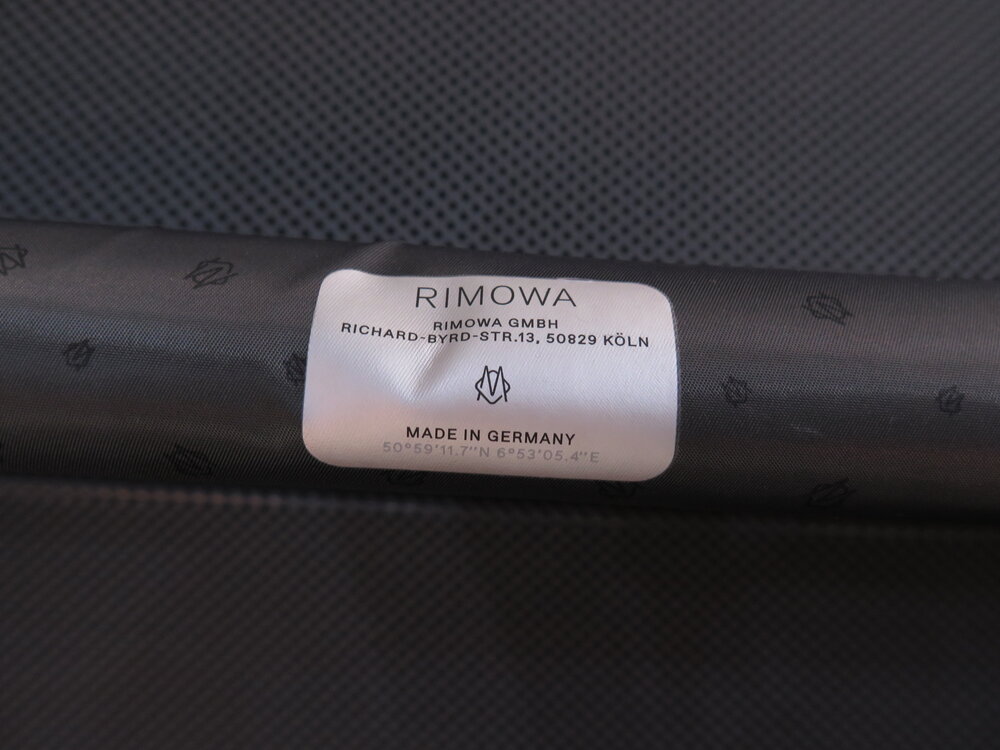 RIMOWA
RIMOWA GMBH
RICHARD-BYRD-STR.13, 50829 KÖLN
MADE IN GERMANY
50°59'11.7"N 6°53'05.4"E